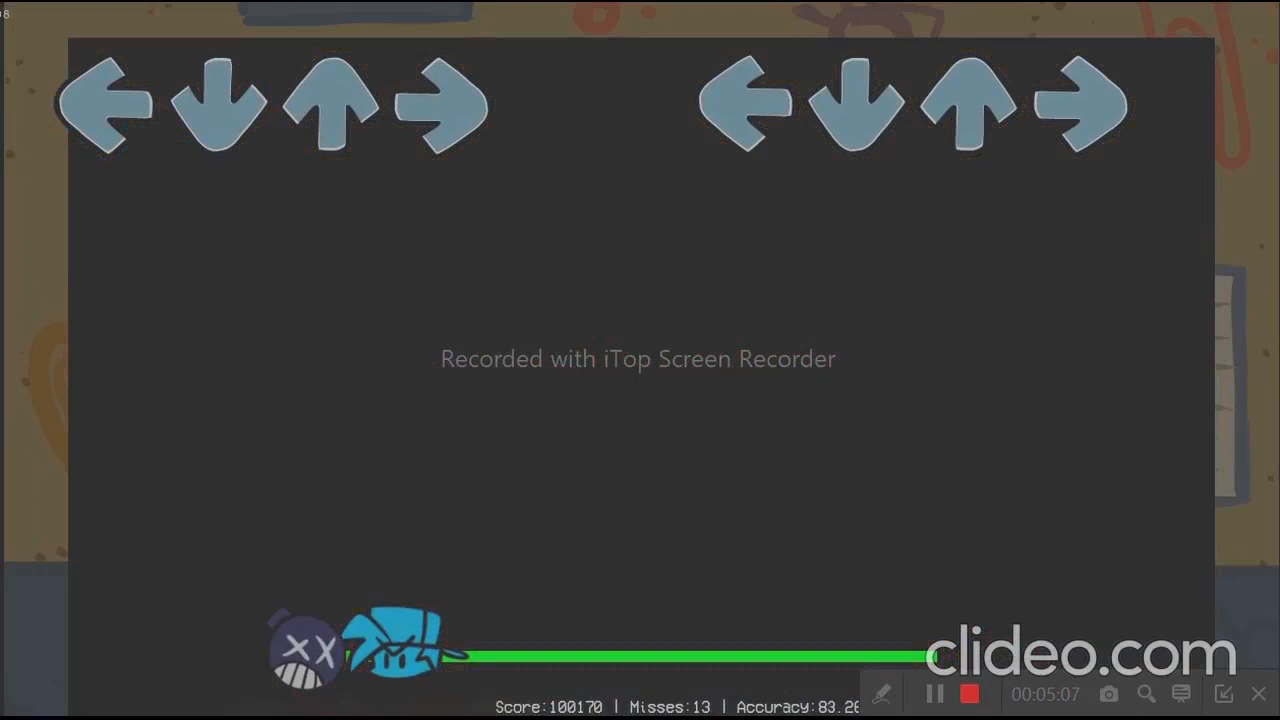 Recorded with iTop Screen Recorder
clideo.com
00:05:07
Score:100170 | Misses:13 | Accuracy:83.2